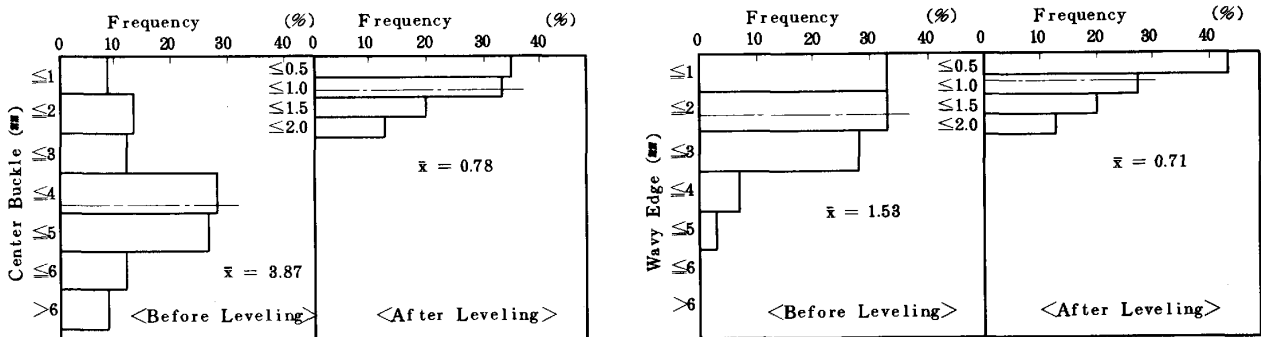 Frequency (%) Frequency (%)
0 10 20 30 40 0 10 20 30 40
Center Buckle (mm)
≦1
≦2
≦3
≦4
≦5
≦6
>6
x̄ = 3.87
<Before Leveling>
≤0.5
≤1.0
≤1.5
≤2.0
x̄ = 0.78
<After Leveling>
Frequency (%) Frequency (%)
0 10 20 30 40 0 10 20 30 40
Wavy Edge (mm)
≦1
≦2
≦3
≦4
≦5
≦6
>6
x̄ = 1.53
<Before Leveling>
≤0.5
≤1.0
≤1.5
≤2.0
x̄ = 0.71
<After Leveling>